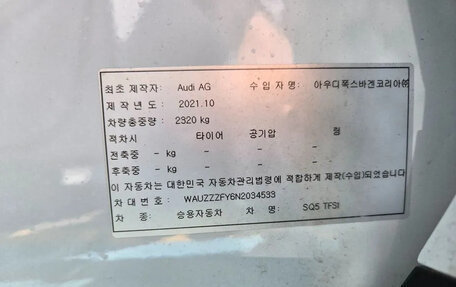 최초 제작자: Audi AG 수 입 자 명: 아우디폭스바겐코리아㈜
제 작 년 도 : 2021.10
차량총중량 : 2320 kg
적차시 타이어 공기압 형
전축중 - kg - -
후축중 - kg - -
이 자동차는 대한민국 자동차관리법령에 적합하게 제작(수입)되었습니다
차 대 번 호 : WAUZZZFY6N2034533
차 종: 승용자동차 차 명: SQ5 TFSI